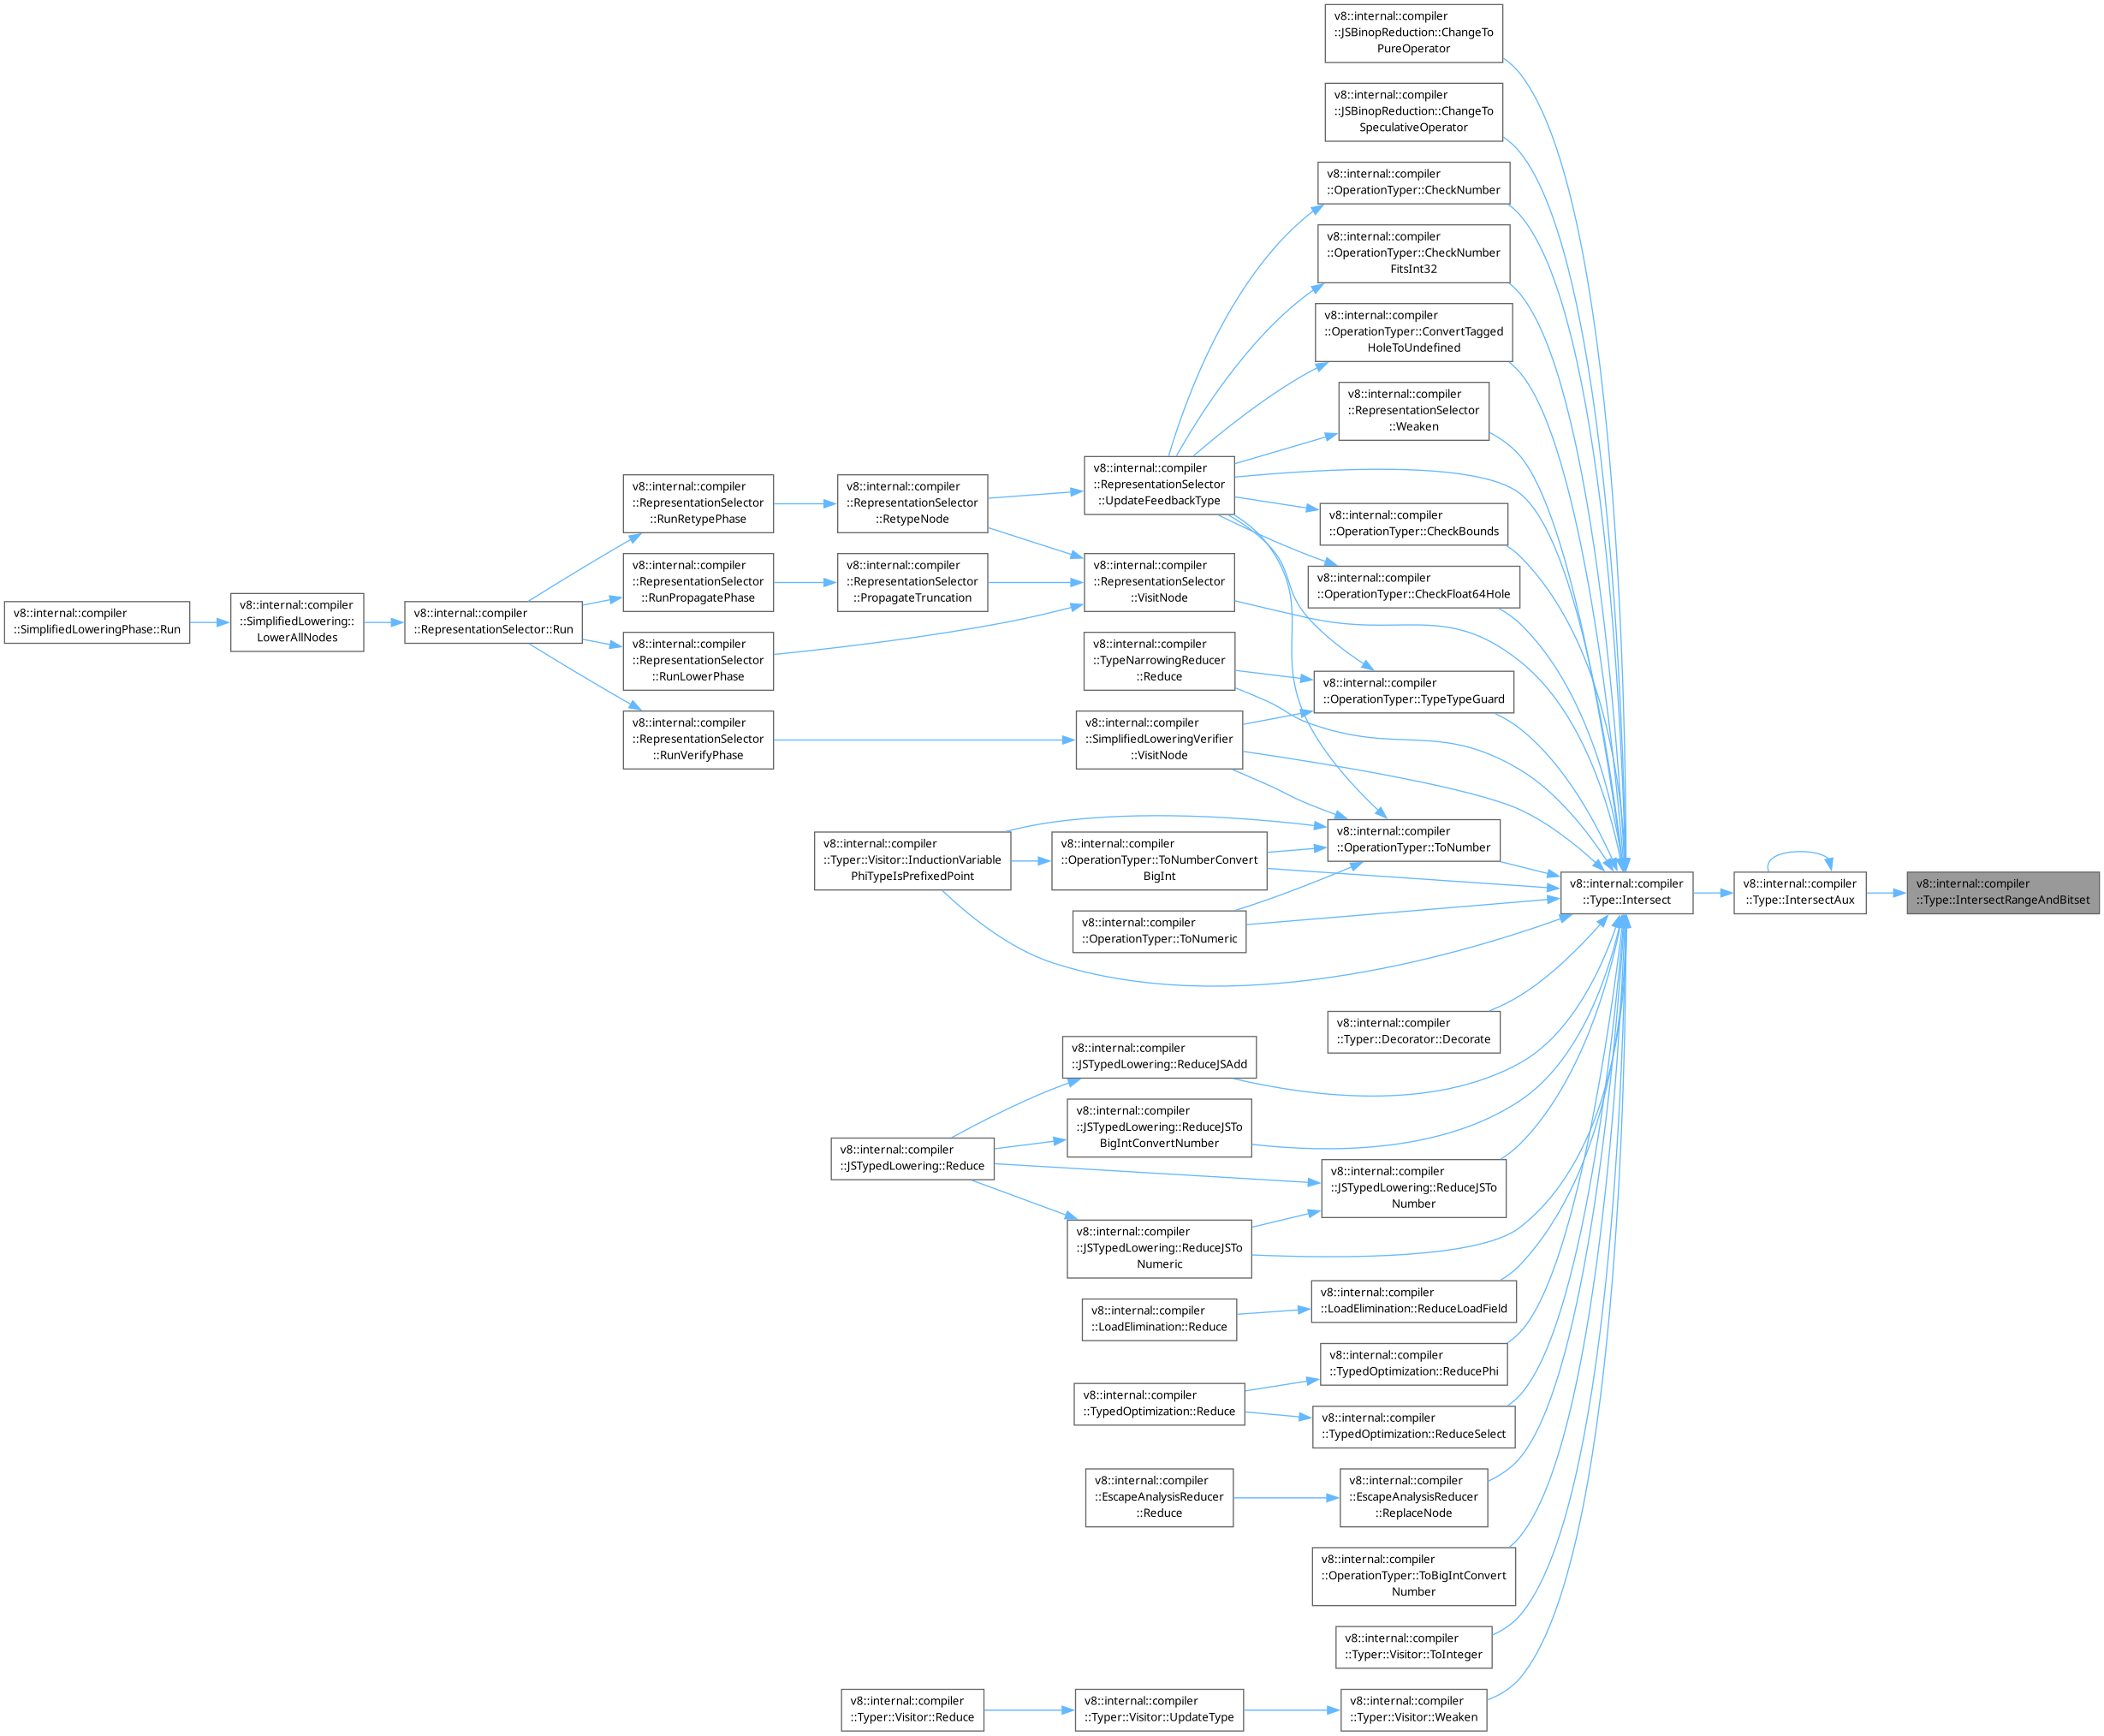 v8::internal::compiler
::JSBinopReduction::ChangeTo
PureOperator
v8::internal::compiler
::JSBinopReduction::ChangeTo
SpeculativeOperator
v8::internal::compiler
::OperationTyper::CheckNumber
v8::internal::compiler
::OperationTyper::CheckNumber
FitsInt32
v8::internal::compiler
::OperationTyper::ConvertTagged
HoleToUndefined
v8::internal::compiler
::RepresentationSelector
::Weaken
v8::internal::compiler
::RepresentationSelector
::UpdateFeedbackType
v8::internal::compiler
::RepresentationSelector
::RetypeNode
v8::internal::compiler
::RepresentationSelector
::RunRetypePhase
v8::internal::compiler
::OperationTyper::CheckBounds
v8::internal::compiler
::RepresentationSelector
::RunPropagatePhase
v8::internal::compiler
::RepresentationSelector
::PropagateTruncation
v8::internal::compiler
::RepresentationSelector
::VisitNode
v8::internal::compiler
::OperationTyper::CheckFloat64Hole
v8::internal::compiler
::SimplifiedLoweringPhase::Run
v8::internal::compiler
::SimplifiedLowering::
LowerAllNodes
v8::internal::compiler
::RepresentationSelector::Run
v8::internal::compiler
::RepresentationSelector
::RunLowerPhase
v8::internal::compiler
::TypeNarrowingReducer
::Reduce
v8::internal::compiler
::OperationTyper::TypeTypeGuard
v8::internal::compiler
::RepresentationSelector
::RunVerifyPhase
v8::internal::compiler
::SimplifiedLoweringVerifier
::VisitNode
v8::internal::compiler
::OperationTyper::ToNumber
v8::internal::compiler
::Typer::Visitor::InductionVariable
PhiTypeIsPrefixedPoint
v8::internal::compiler
::OperationTyper::ToNumberConvert
BigInt
v8::internal::compiler
::Type::Intersect
v8::internal::compiler
::Type::IntersectAux
v8::internal::compiler
::Type::IntersectRangeAndBitset
v8::internal::compiler
::OperationTyper::ToNumeric
v8::internal::compiler
::Typer::Decorator::Decorate
v8::internal::compiler
::JSTypedLowering::ReduceJSAdd
v8::internal::compiler
::JSTypedLowering::ReduceJSTo
BigIntConvertNumber
v8::internal::compiler
::JSTypedLowering::Reduce
v8::internal::compiler
::JSTypedLowering::ReduceJSTo
Number
v8::internal::compiler
::JSTypedLowering::ReduceJSTo
Numeric
v8::internal::compiler
::LoadElimination::ReduceLoadField
v8::internal::compiler
::LoadElimination::Reduce
v8::internal::compiler
::TypedOptimization::ReducePhi
v8::internal::compiler
::TypedOptimization::Reduce
v8::internal::compiler
::TypedOptimization::ReduceSelect
v8::internal::compiler
::EscapeAnalysisReducer
::Reduce
v8::internal::compiler
::EscapeAnalysisReducer
::ReplaceNode
v8::internal::compiler
::OperationTyper::ToBigIntConvert
Number
v8::internal::compiler
::Typer::Visitor::ToInteger
v8::internal::compiler
::Typer::Visitor::Reduce
v8::internal::compiler
::Typer::Visitor::UpdateType
v8::internal::compiler
::Typer::Visitor::Weaken